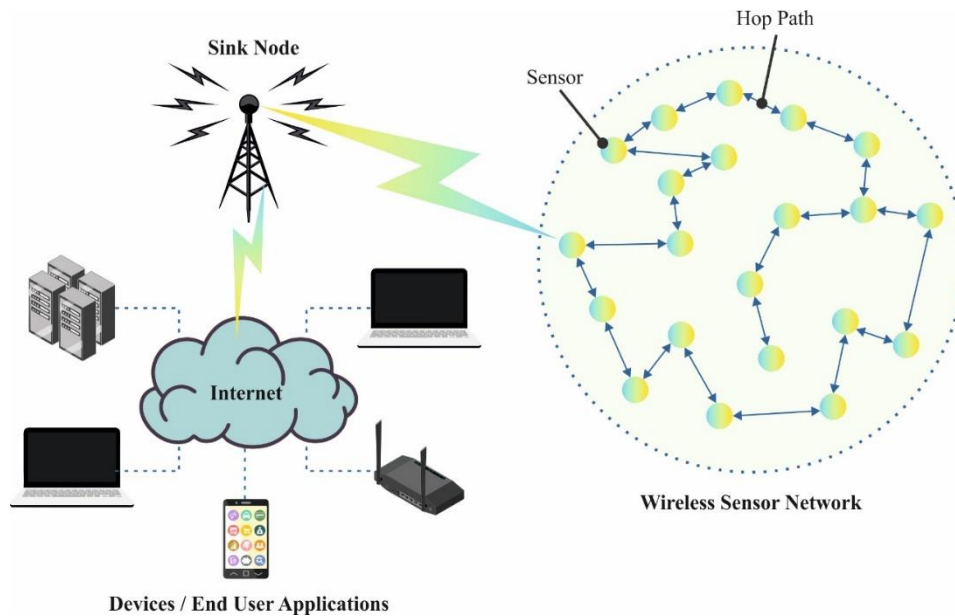 Hop Path
Sink Node
Sensor
Internet
Wireless Sensor Network
Devices / End User Applications